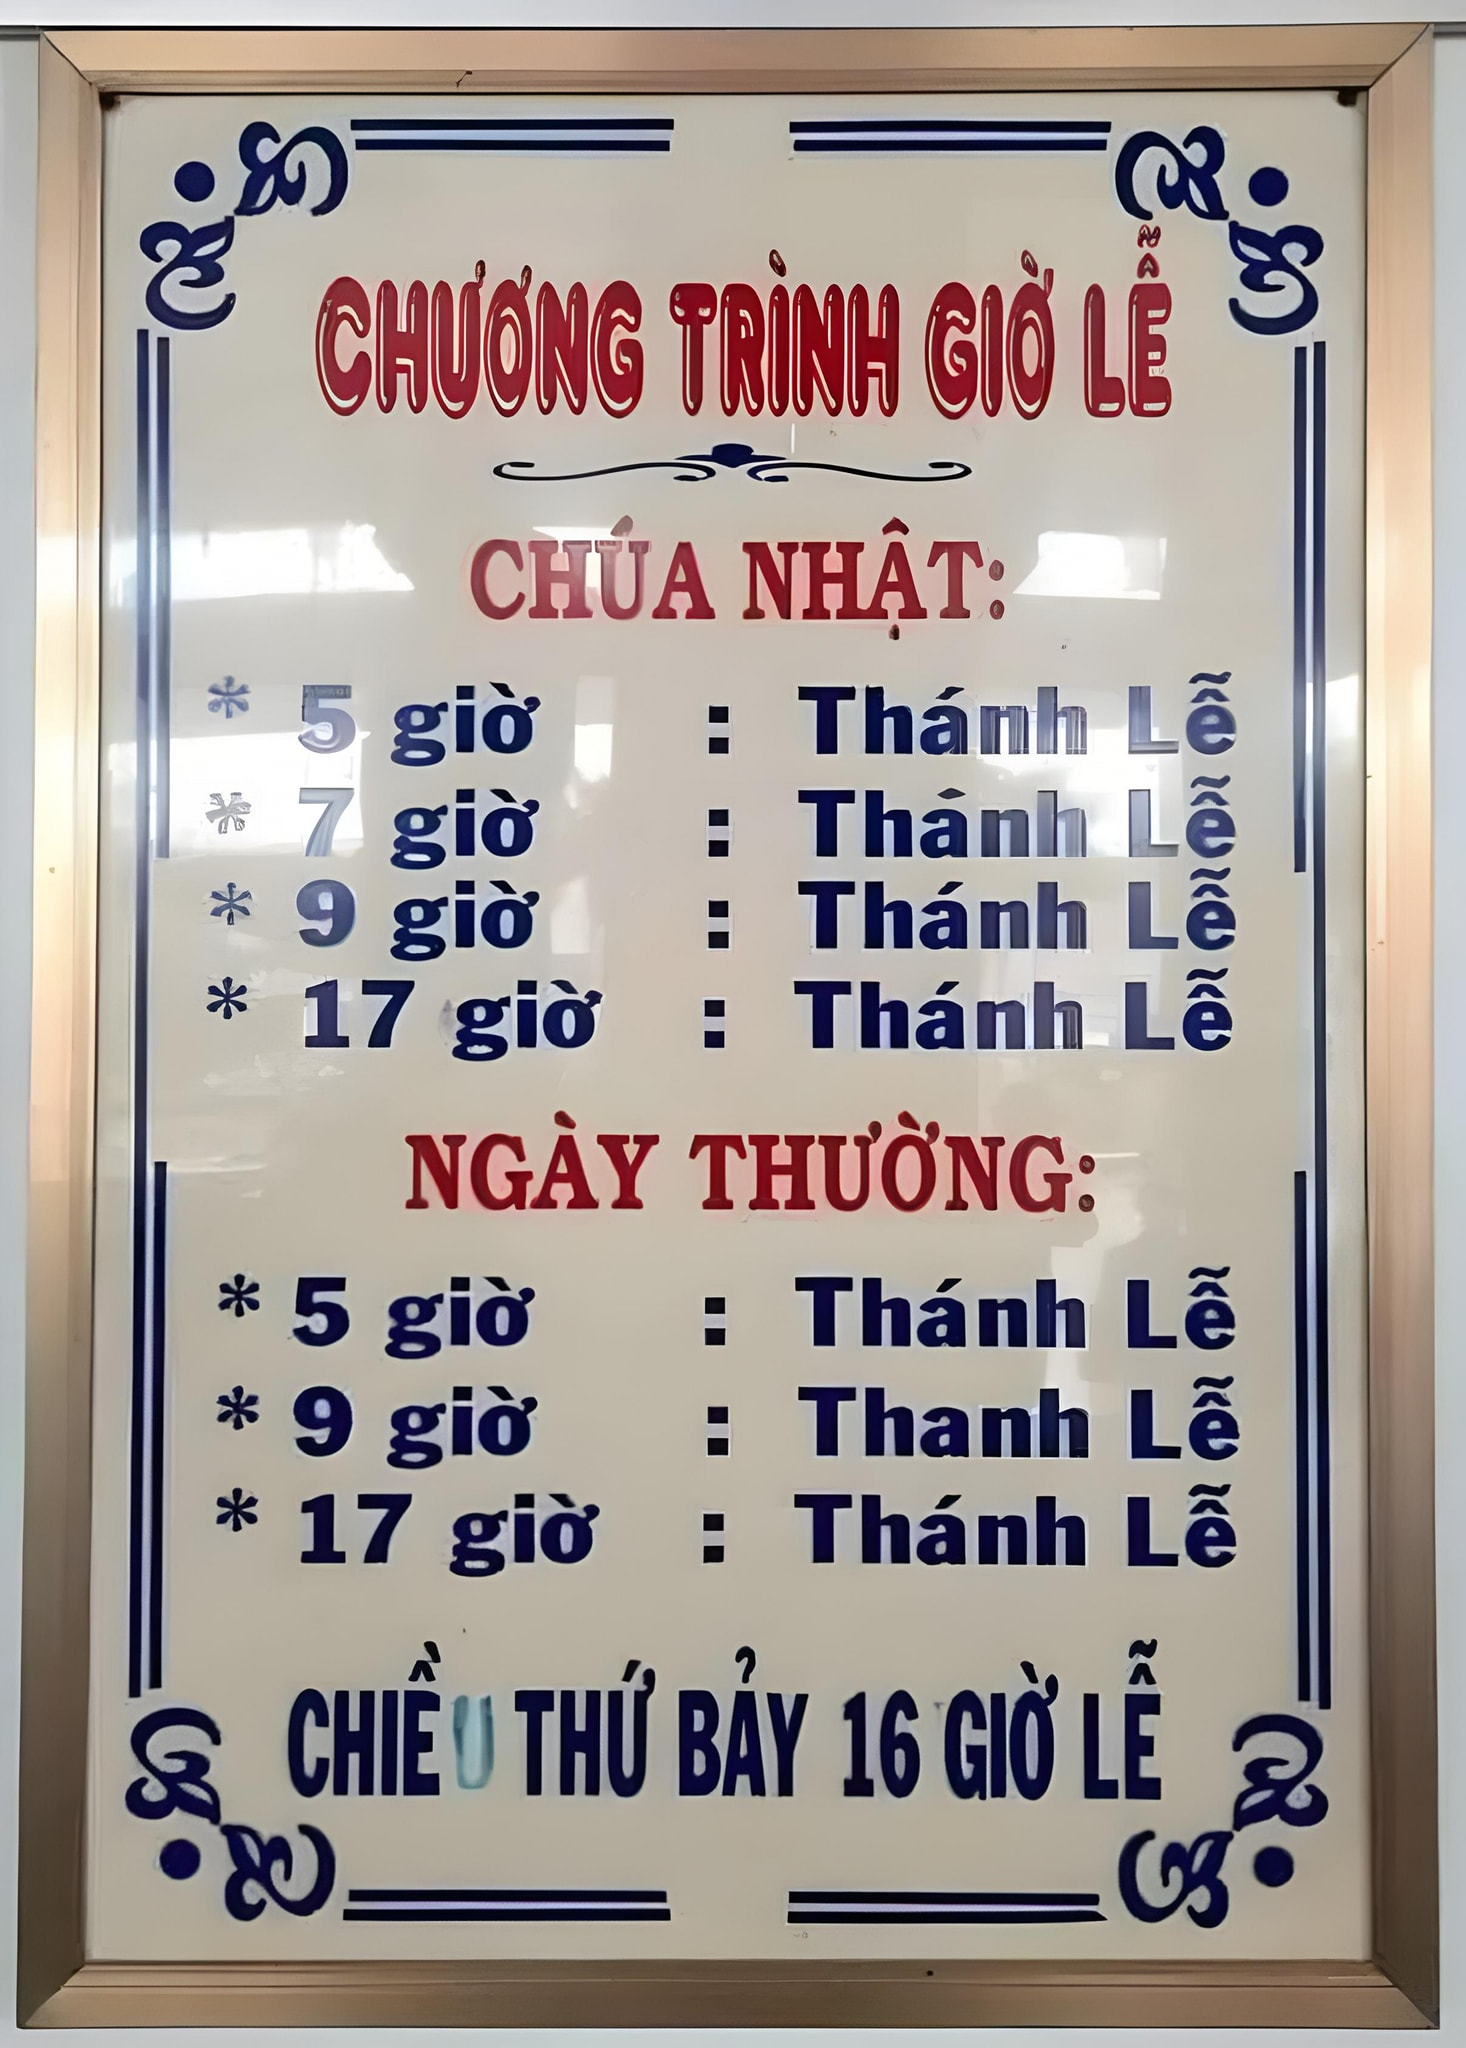 CHƯƠNG TRÌNH GIỜ LỄ
CHÚA NHẬT:
* 5 giờ : Thánh Lễ
* 7 giờ : Thánh Lễ
* 9 giờ : Thánh Lễ
* 17 giờ : Thánh Lễ
NGÀY THƯỜNG:
* 5 giờ : Thánh Lễ
* 9 giờ : Thanh Lễ
* 17 giờ : Thánh Lễ
CHIỀU THỨ BẢY 16 GIỜ LỄ